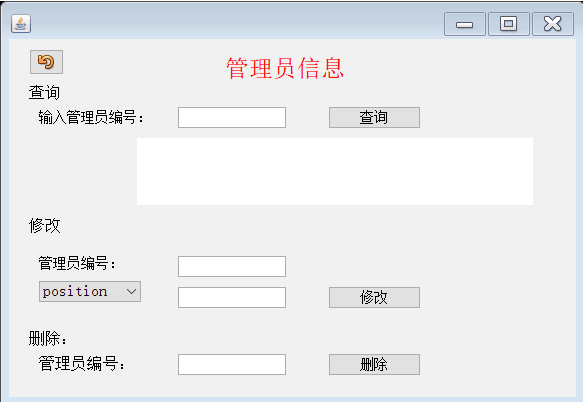 管理员信息
查询
输入管理员编号： 查询
修改
管理员编号：
position 修改
删除：
管理员编号： 删除